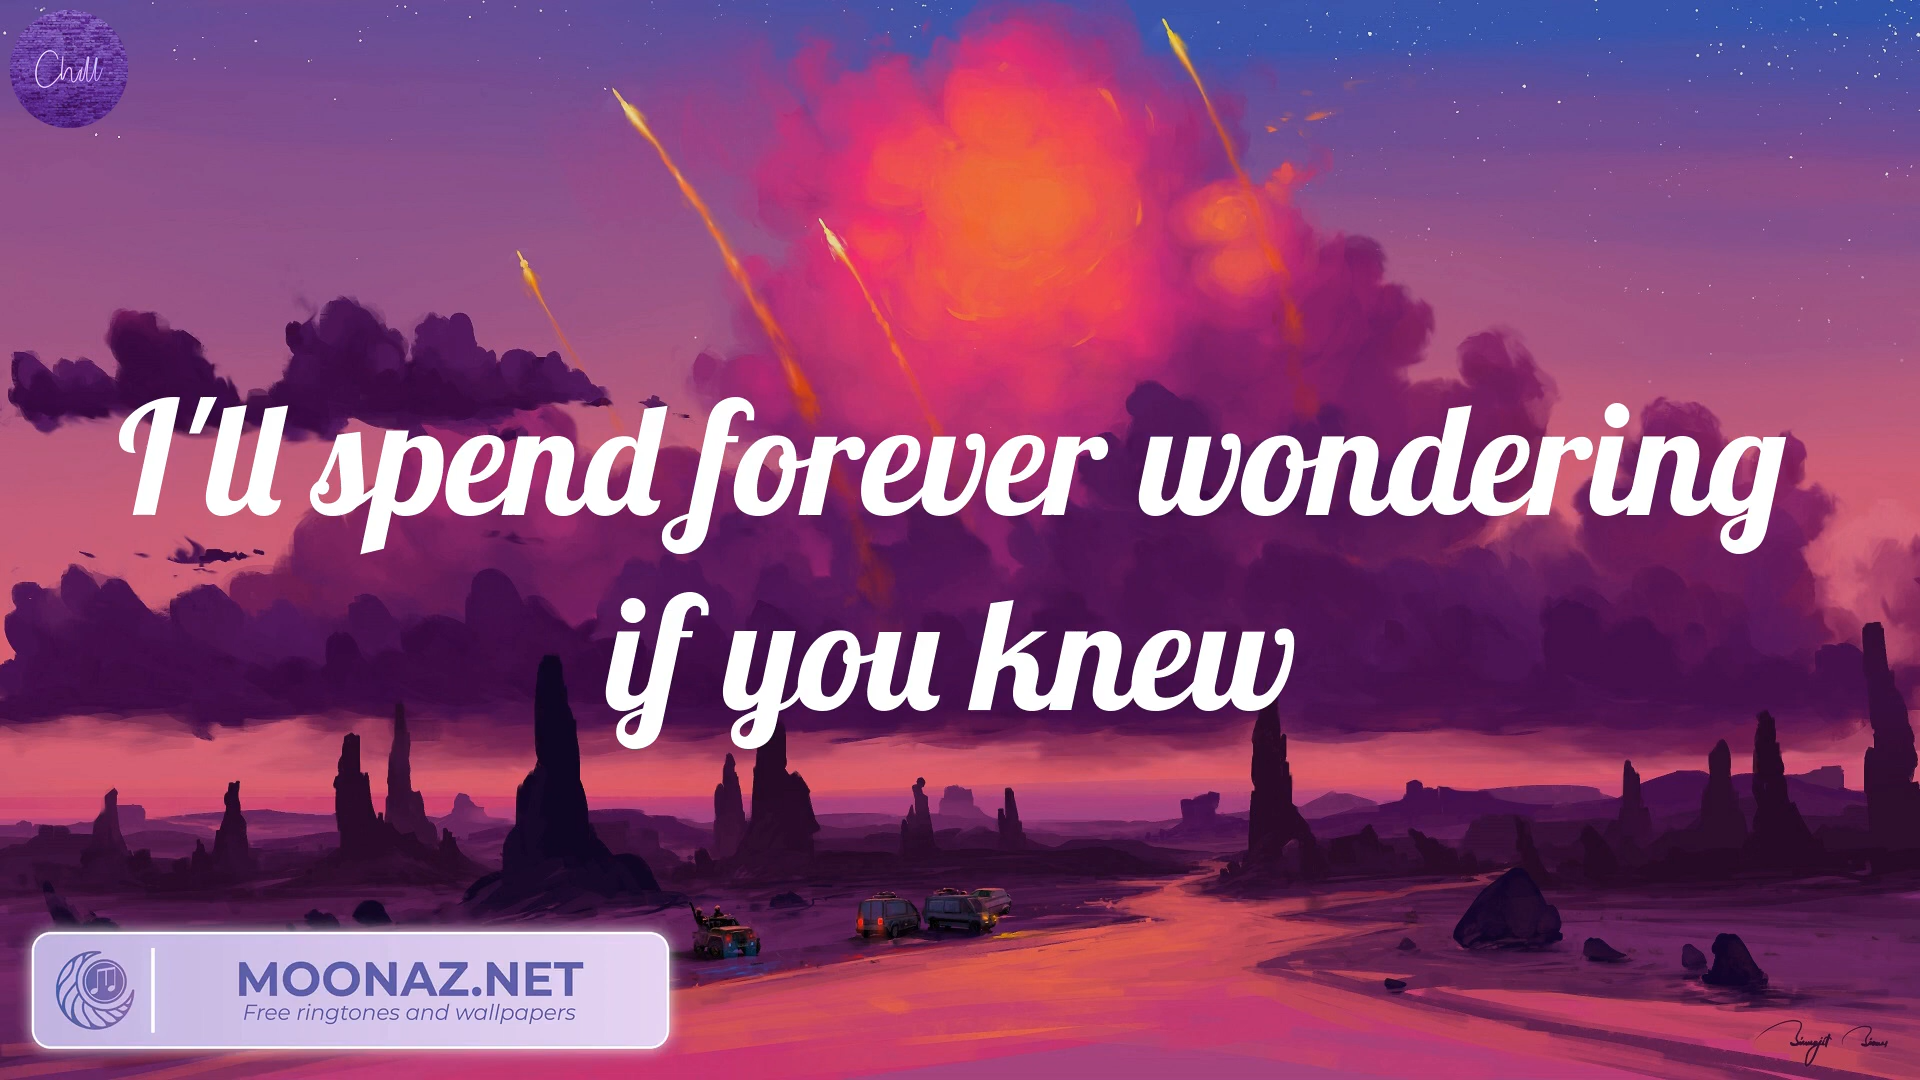 Chill
I'll spend forever wondering
if you knew
MOONAZ.NET
Free ringtones and wallpapers